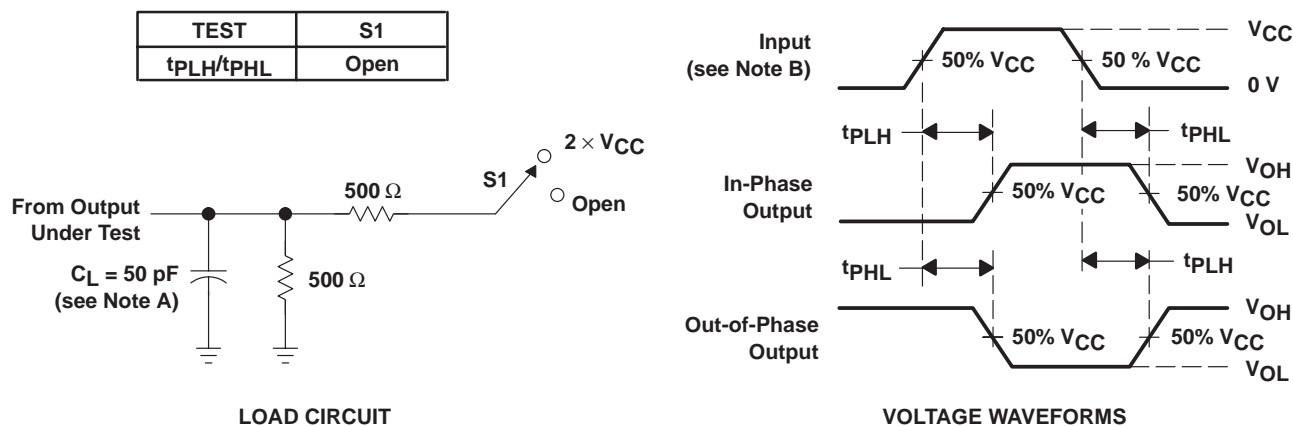 TEST S1
tPLH/tPHL Open
From Output
Under Test
CL = 50 pF
(see Note A)
500 Ω
500 Ω
S1
2 × VCC
Open
LOAD CIRCUIT
Input
(see Note B)
50% VCC
50 % VCC
VCC
0 V
tPLH
tPHL
In-Phase
Output
50% VCC
50% VCC
VOH
VOL
tPHL
tPLH
Out-of-Phase
Output
50% VCC
50% VCC
VOH
VOL
VOLTAGE WAVEFORMS